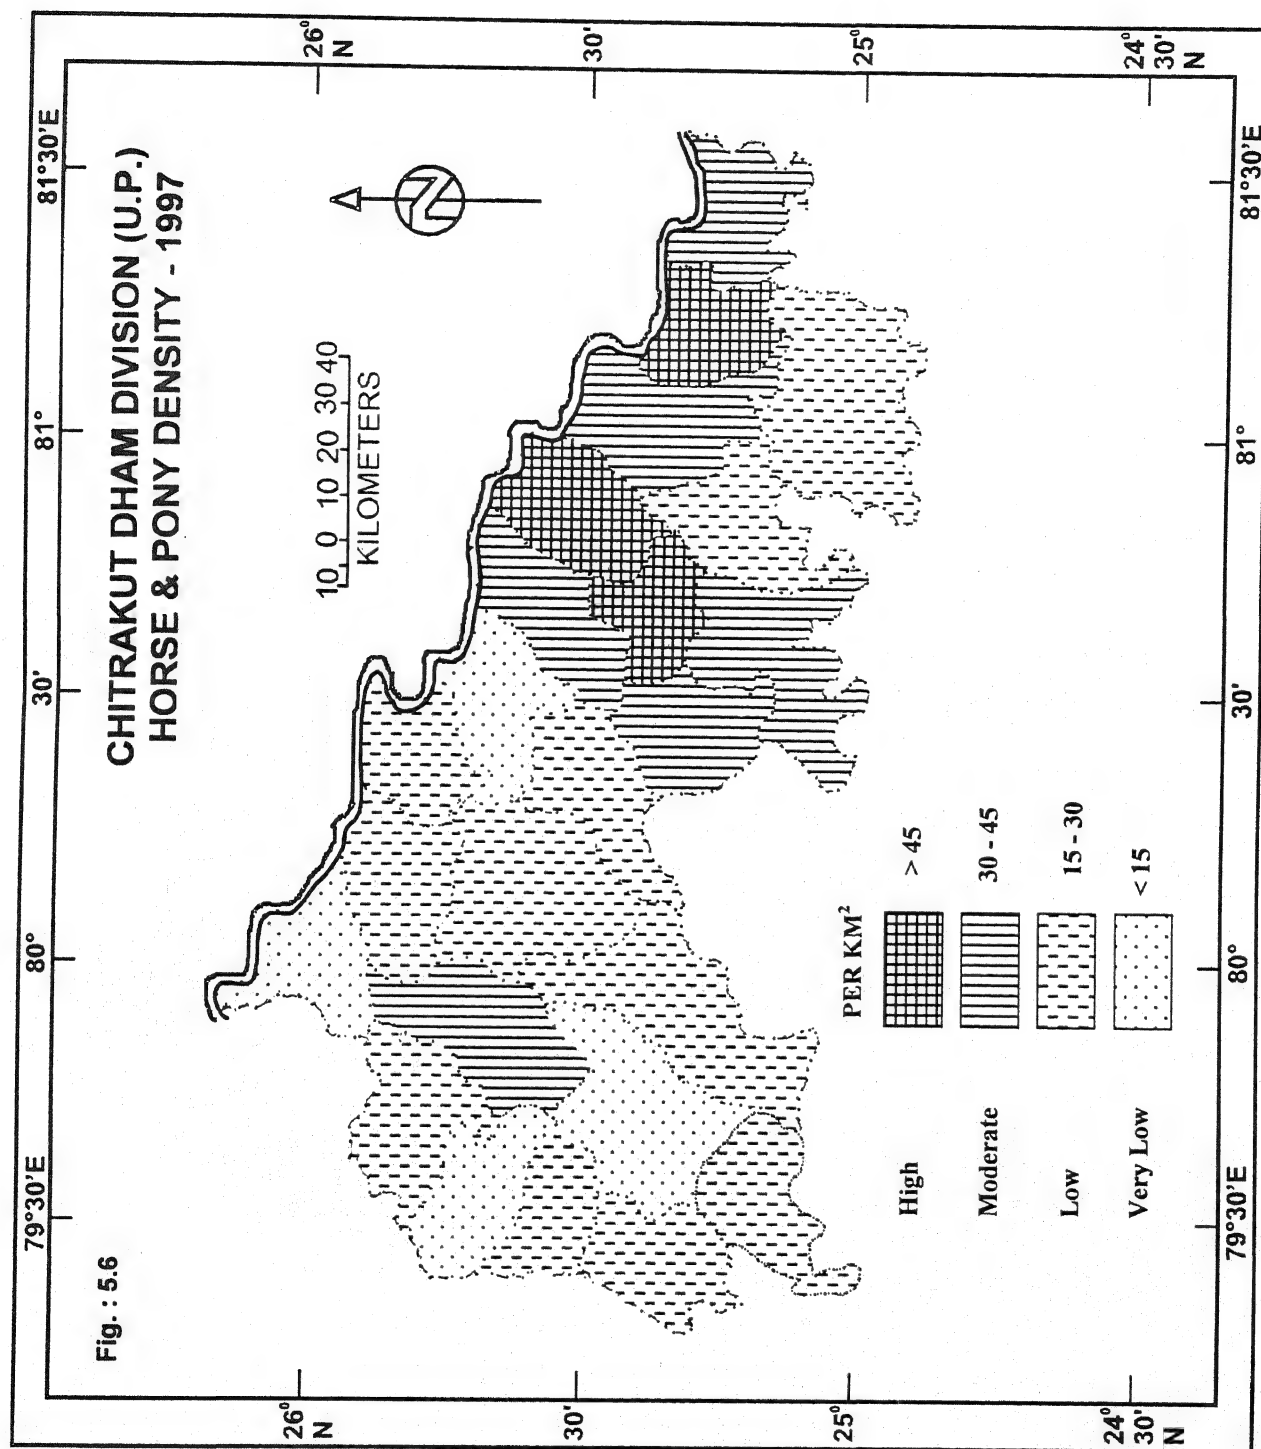 Fig. : 5.6
CHITRAKUT DHAM DIVISION (U.P.)
HORSE & PONY DENSITY - 1997
79°30'E
80°
30'
81°
81°30'E
26°
N
30'
25°
24°
30'
N
26°
N
30'
25°
24°
30'
N
N
10 0 10 20 30 40
KILOMETERS
PER KM²
High > 45
Moderate 30 - 45
Low 15 - 30
Very Low < 15
79°30'E
80°
30'
81°
81°30'E